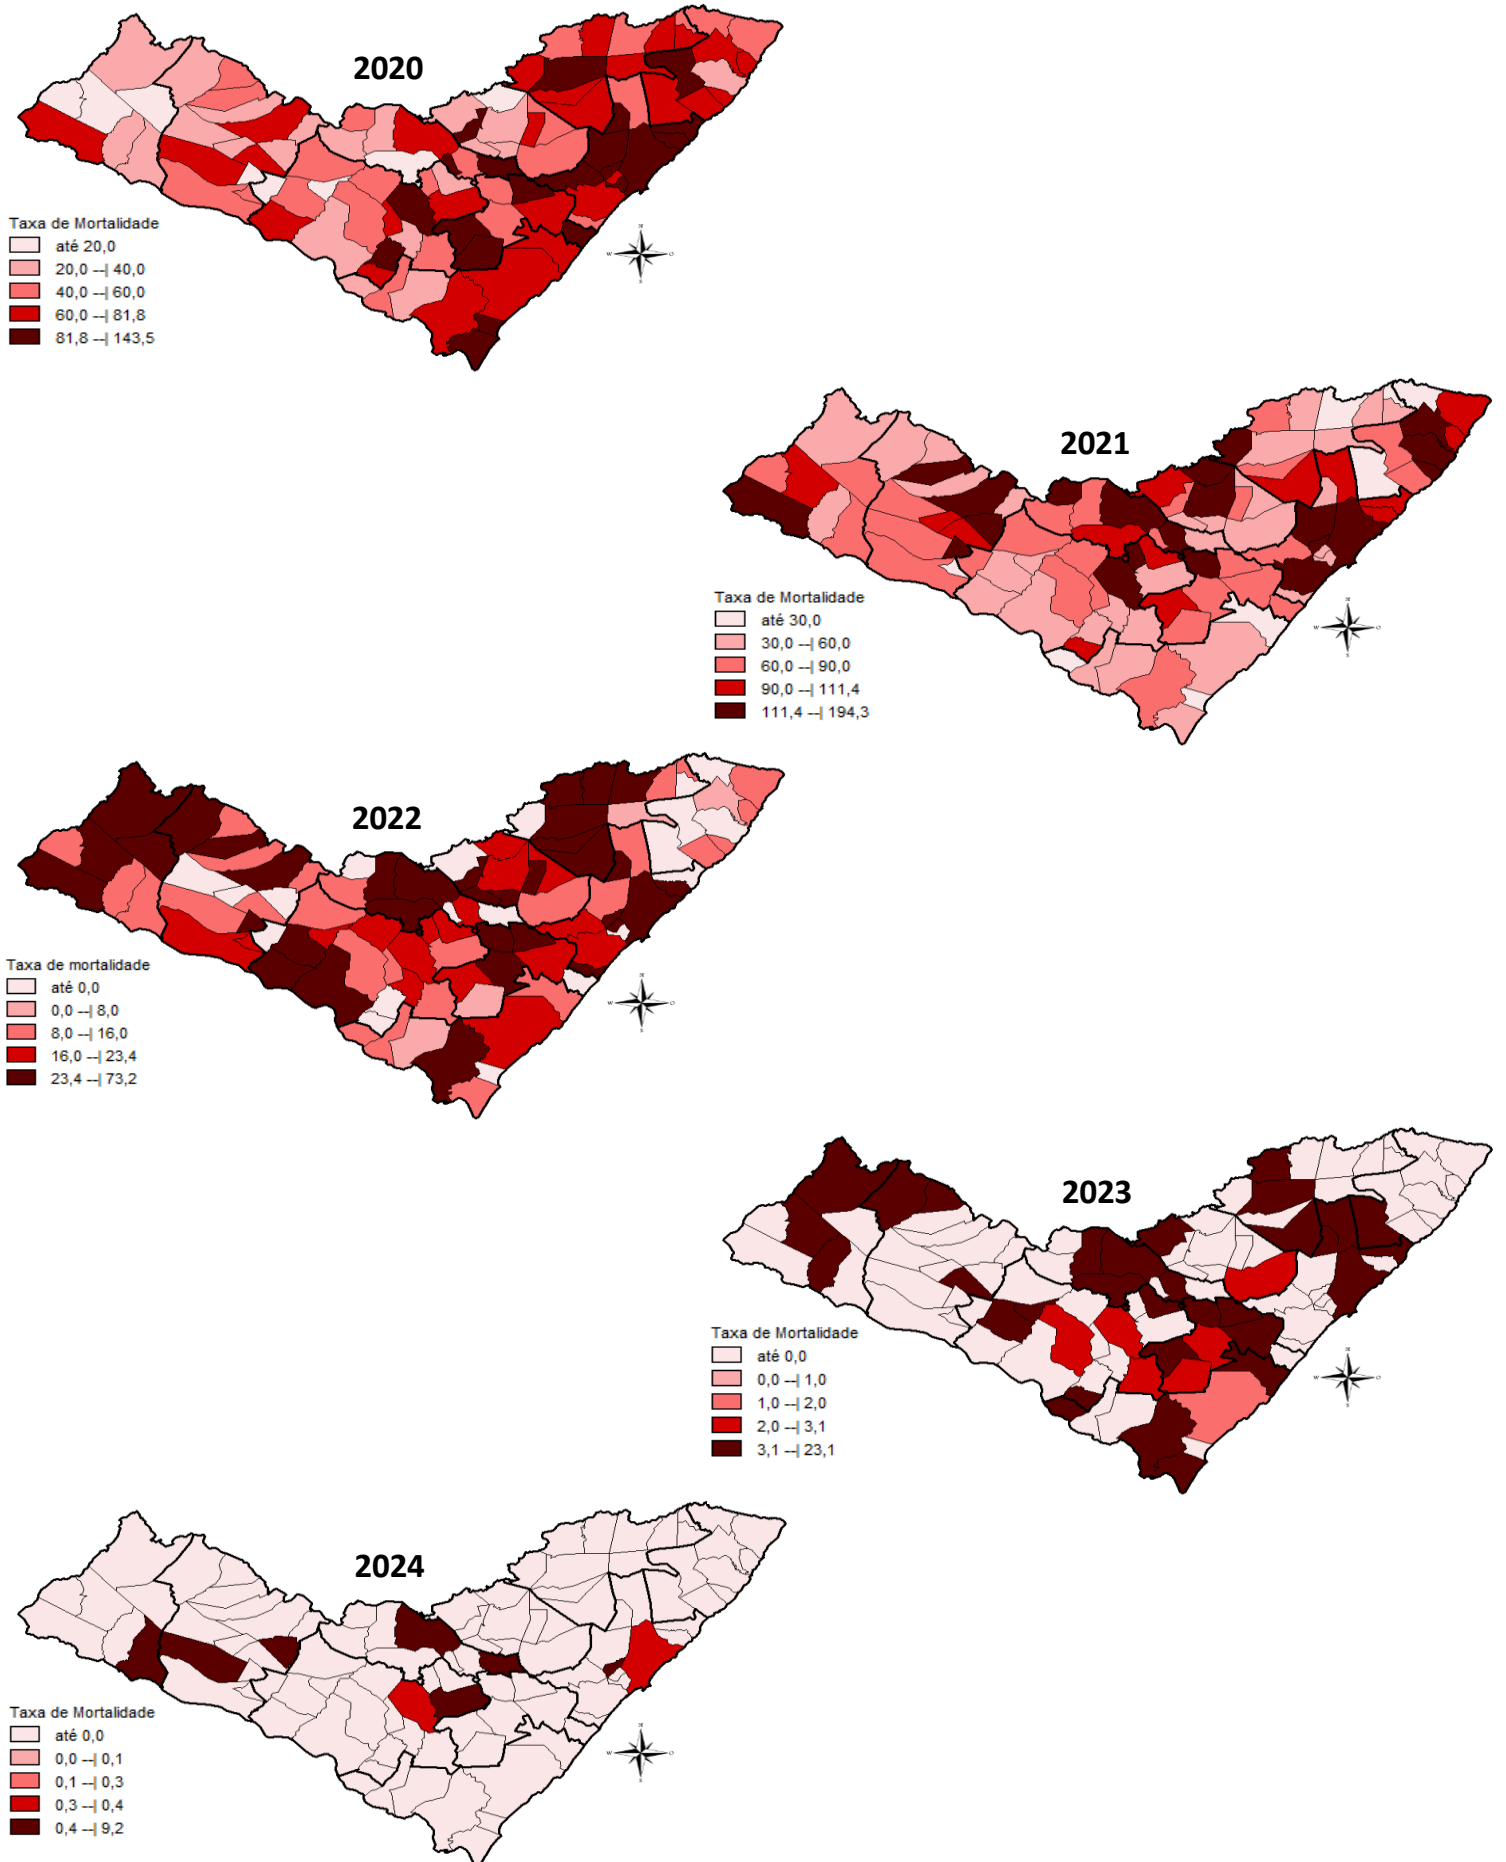 2020
Taxa de Mortalidade
até 20,0
20,0 --| 40,0
40,0 --| 60,0
60,0 --| 81,8
81,8 --| 143,5
N
W
O
S
2021
Taxa de Mortalidade
até 30,0
30,0 --| 60,0
60,0 --| 90,0
90,0 --| 111,4
111,4 --| 194,3
N
W
O
S
2022
Taxa de mortalidade
até 0,0
0,0 --| 8,0
8,0 --| 16,0
16,0 --| 23,4
23,4 --| 73,2
N
W
O
S
2023
Taxa de Mortalidade
até 0,0
0,0 --| 1,0
1,0 --| 2,0
2,0 --| 3,1
3,1 --| 23,1
N
W
O
S
2024
Taxa de Mortalidade
até 0,0
0,0 --| 0,1
0,1 --| 0,3
0,3 --| 0,4
0,4 --| 9,2
N
W
O
S